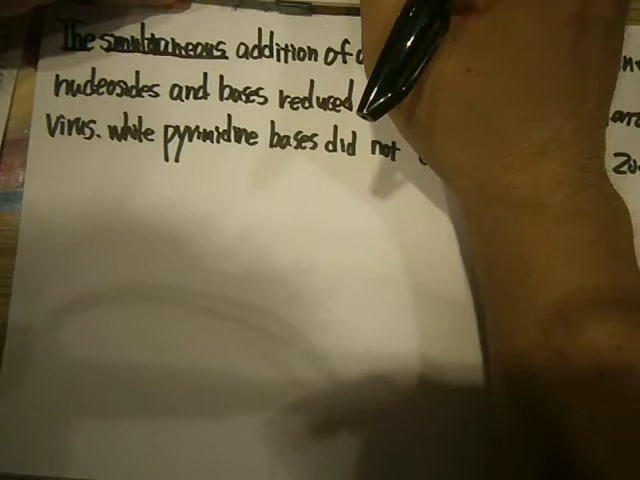 The simultaneous addition of
nucleosides and bases reduced
virus. while pyrimidine bases did not